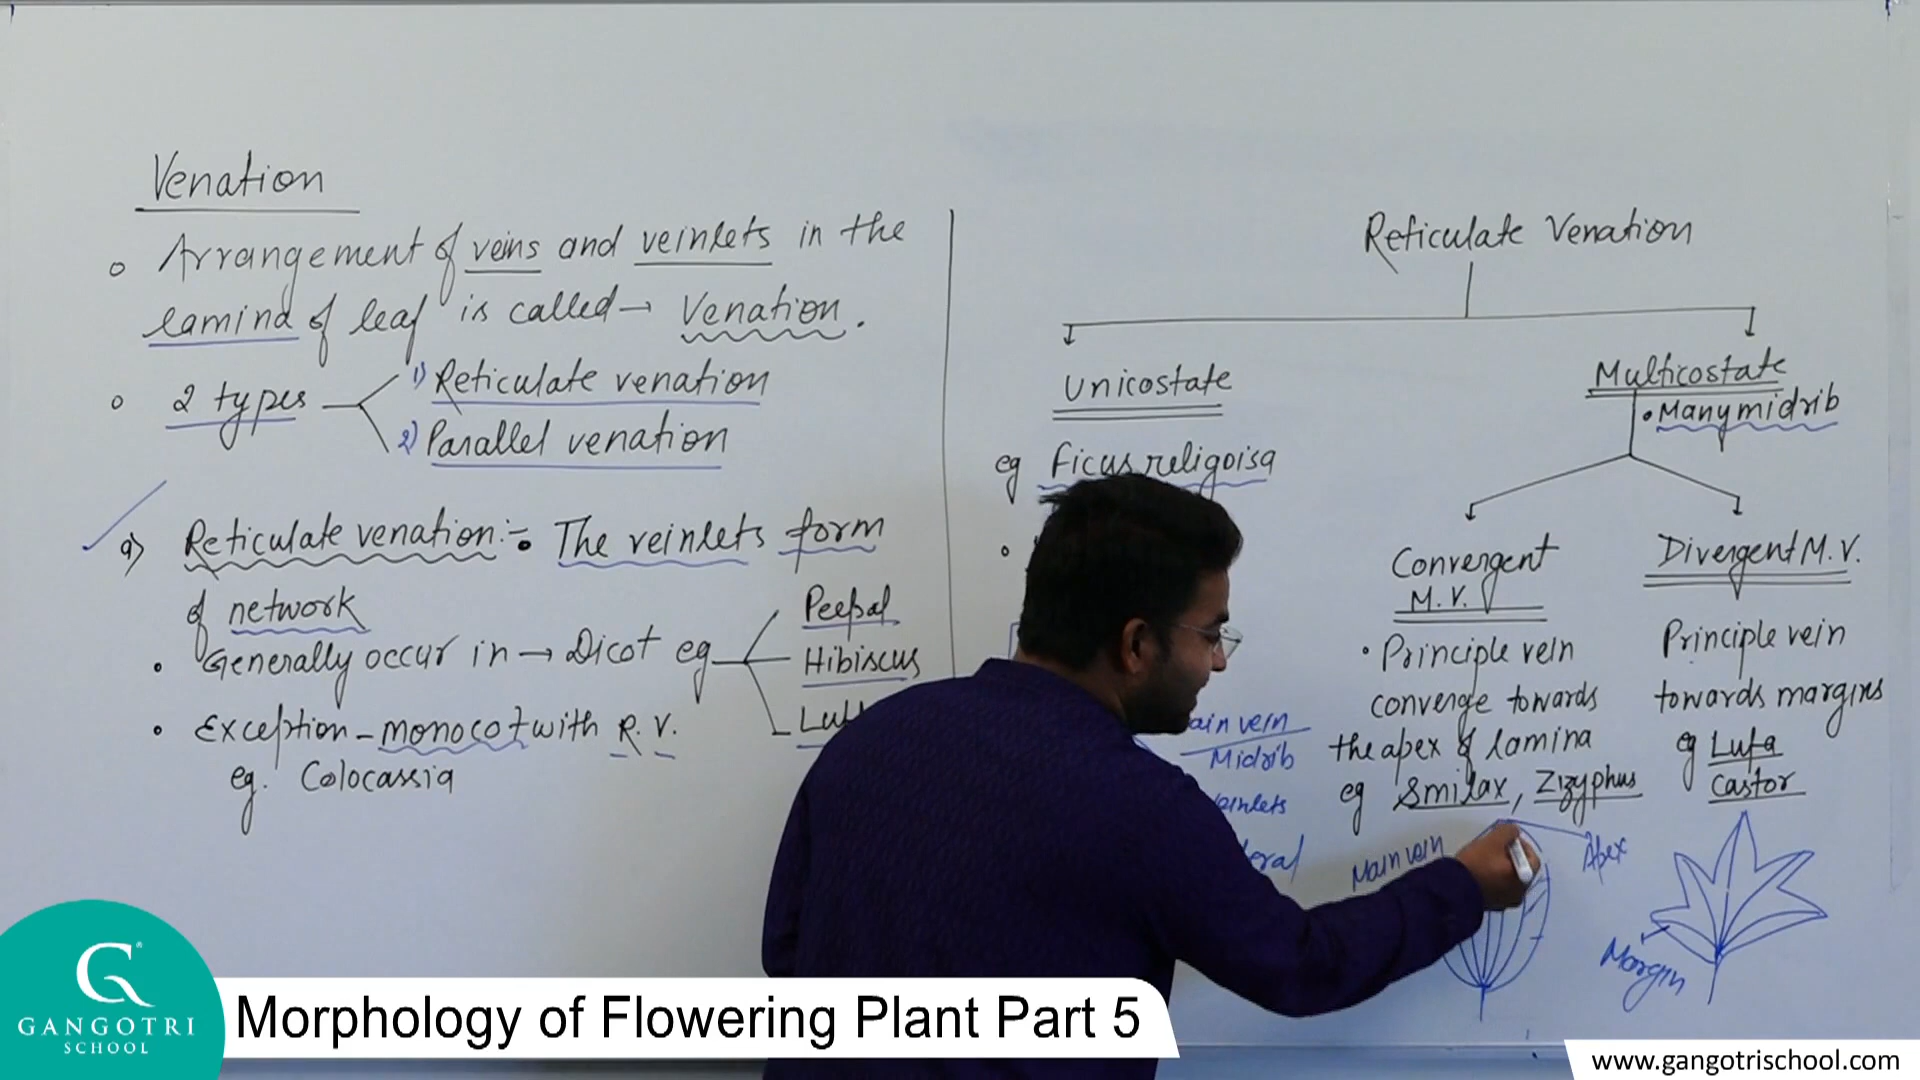 Venation
Arrangement of veins and veinlets in the
lamina of leaf is called → Venation.
2 types
1) Reticulate venation
2) Parallel venation
a) Reticulate venation:- The veinlets form
of network
Generally occur in → Dicot eg
Peepal
Hibiscus
Exception - monocot with R. V.
eg. Colocassia
Reticulate Venation
Unicostate
eg Ficus religoisa
Multicostate
Many midrib
Convergent
M. V.
Principle vein
converge towards
the apex of lamina
eg Smilax, Zizyphus
Divergent M. V.
Principle vein
towards margins
eg Lufa
Castor
vein
Midrib
Main vein
Apex
Margin
G
GANGOTRI
SCHOOL
Morphology of Flowering Plant Part 5
www.gangotrischool.com